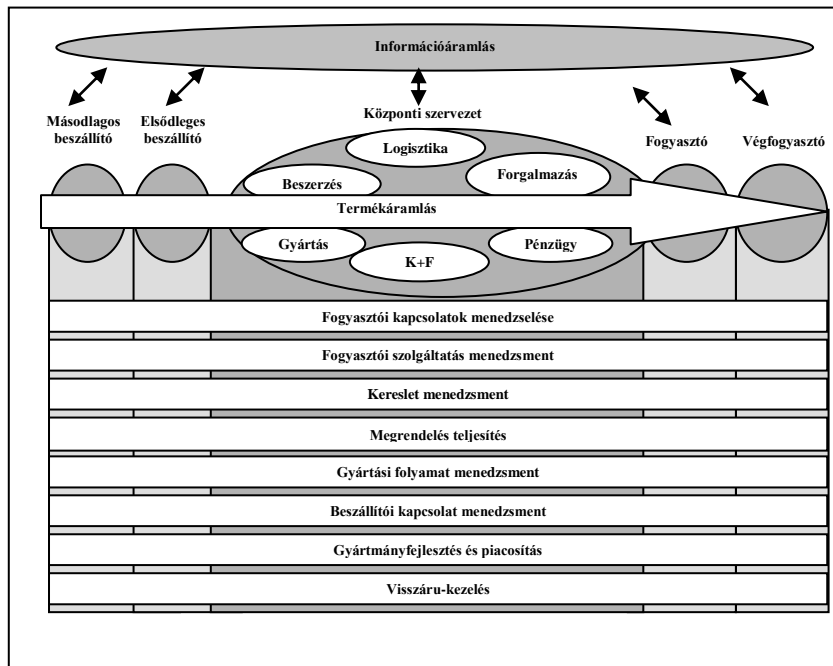 Információáramlás
Másodlagos
beszállító
Elsődleges
beszállító
Központi szervezet
Fogyasztó
Végfogyasztó
Logisztika
Beszerzés
Forgalmazás
Termékáramlás
Gyártás
K+F
Pénzügy
Fogyasztói kapcsolatok menedzselése
Fogyasztói szolgáltatás menedzsment
Kereslet menedzsment
Megrendelés teljesítés
Gyártási folyamat menedzsment
Beszállítói kapcsolat menedzsment
Gyártmányfejlesztés és piacosítás
Visszáru-kezelés